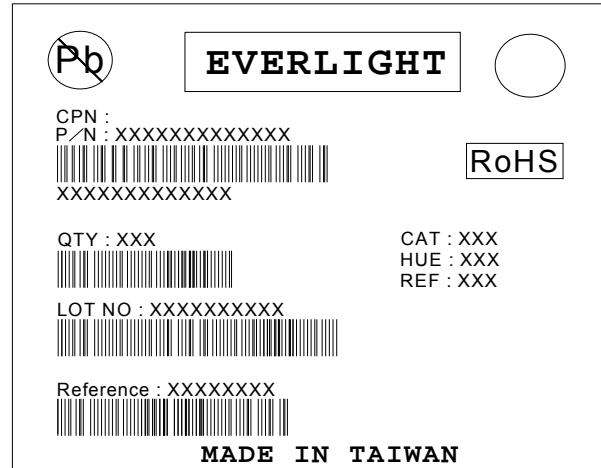 Pb
EVERLIGHT
CPN :
P/N : XXXXXXXXXXXXX
XXXXXXXXXXXXX
RoHS
QTY : XXX
CAT : XXX
HUE : XXX
REF : XXX
LOT NO : XXXXXXXXXX
Reference : XXXXXXXX
MADE IN TAIWAN